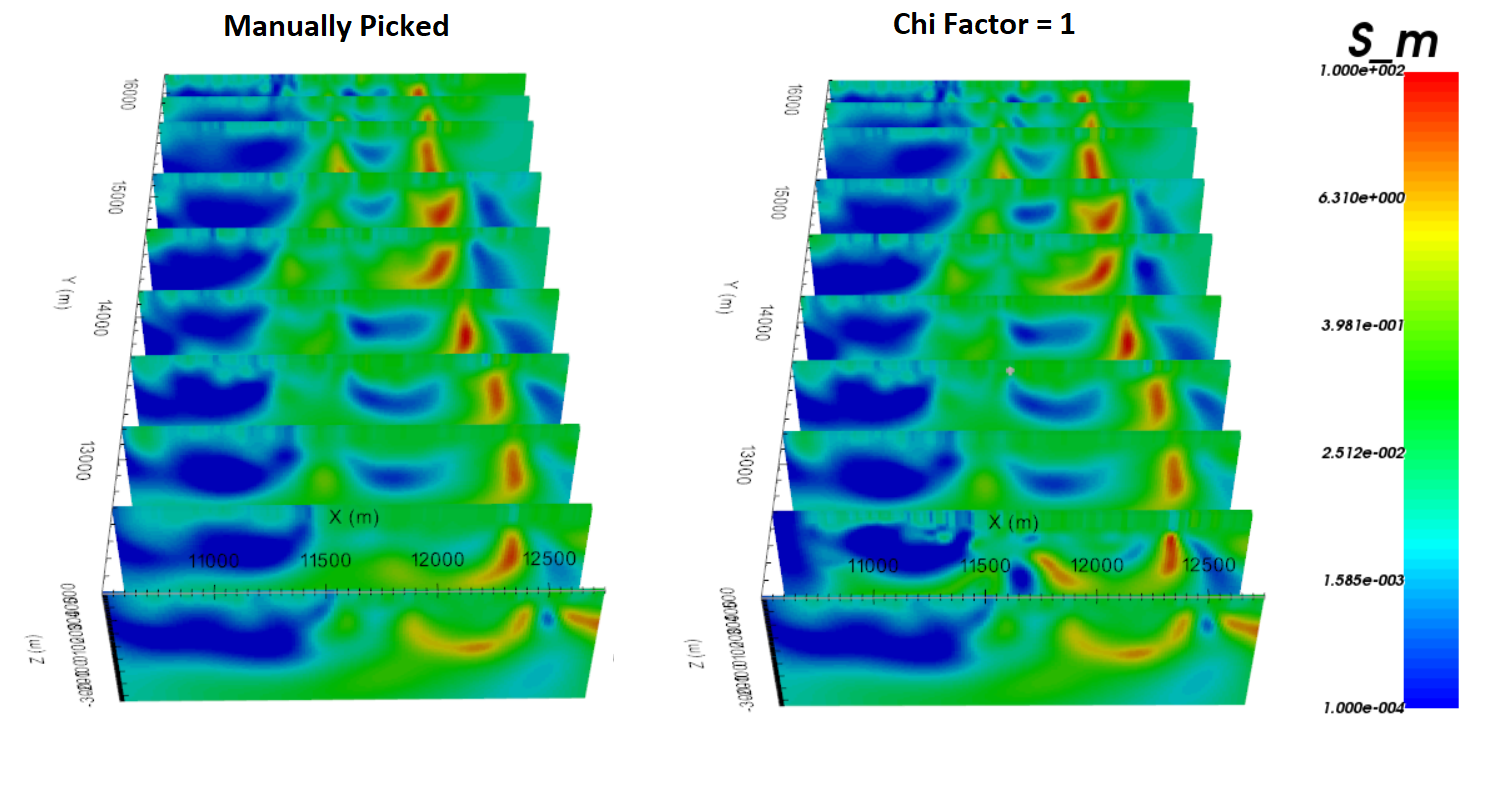 Manually Picked
Chi Factor = 1
S_m
1.000e+002
6.310e+000
3.981e-001
2.512e-002
1.585e-003
1.000e-004
16000
15000
14000
13000
Y (m)
X (m)
11000 11500 12000 12500
Z (m)
16000
15000
14000
13000
Y (m)
X (m)
11000 11500 12000 12500
Z (m)